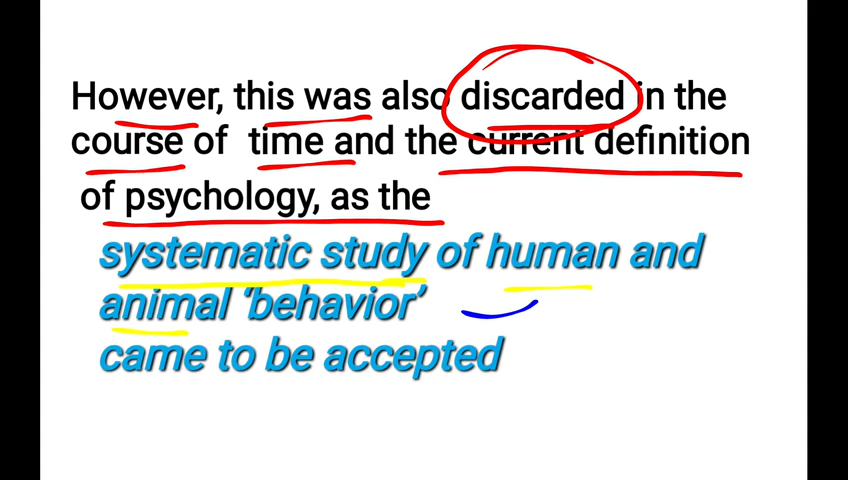 However, this was also discarded in the
course of time and the current definition
of psychology, as the
systematic study of human and
animal ‘behavior’
came to be accepted